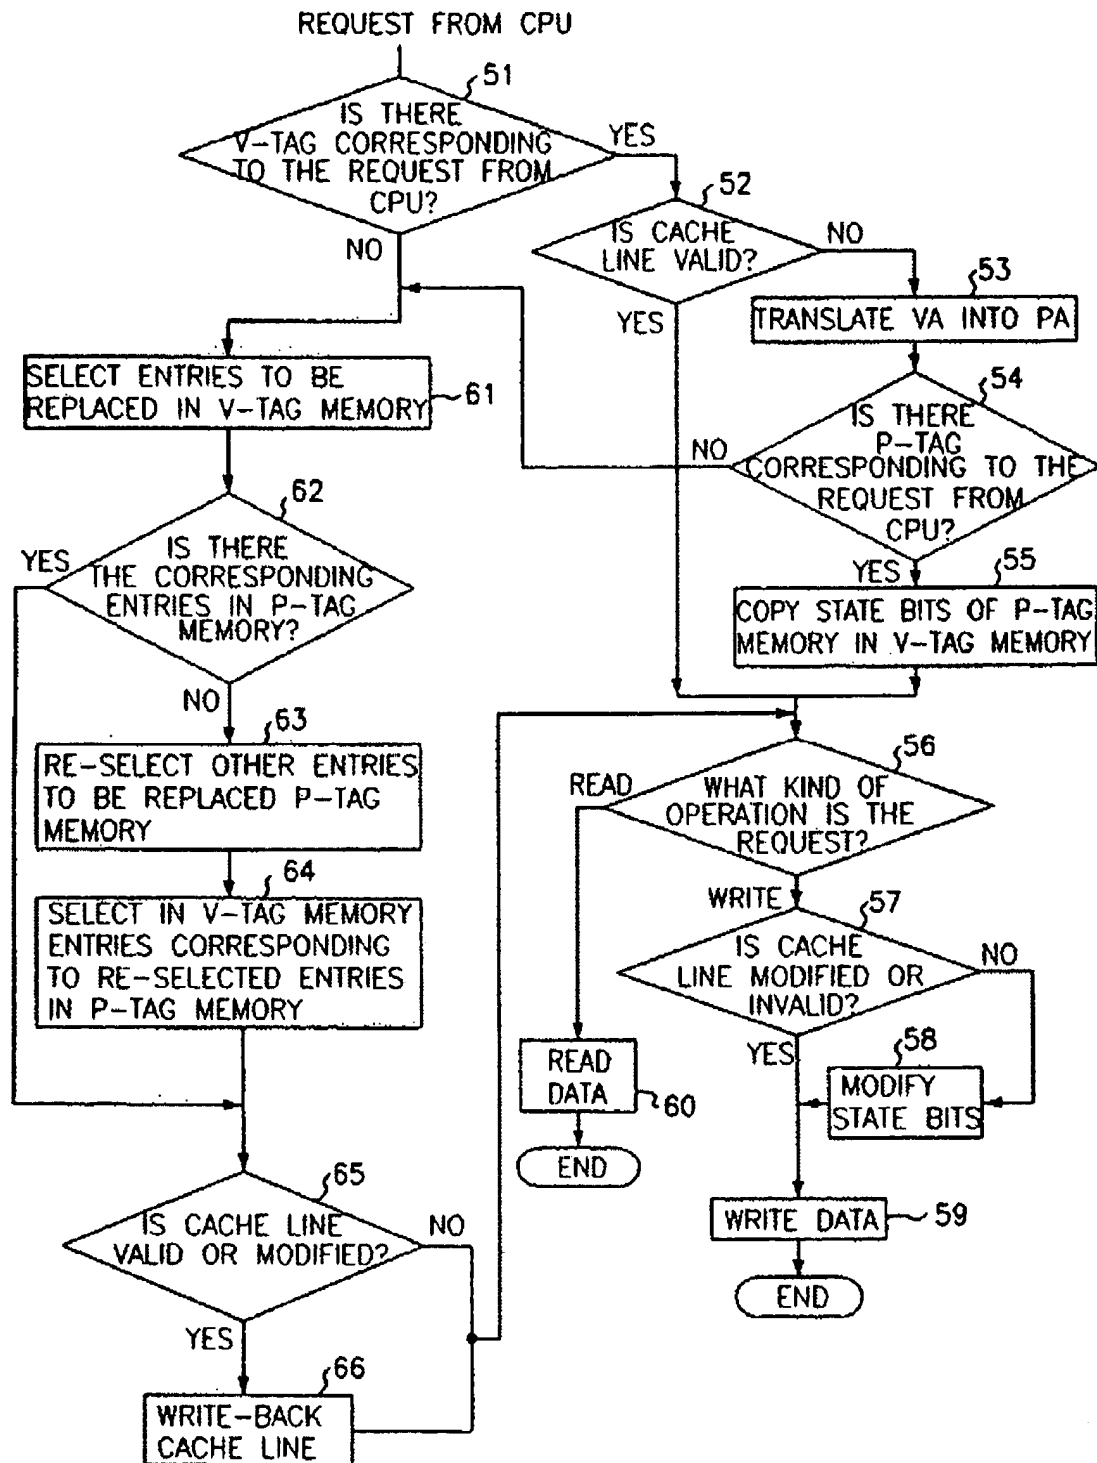 REQUEST FROM CPU
51
IS THERE
V-TAG CORRESPONDING
TO THE REQUEST FROM
CPU?
YES
NO
52
IS CACHE
LINE VALID?
NO
YES
53
TRANSLATE VA INTO PA
54
IS THERE
P-TAG
CORRESPONDING TO THE
REQUEST FROM
CPU?
NO
YES
55
COPY STATE BITS OF P-TAG
MEMORY IN V-TAG MEMORY
SELECT ENTRIES TO BE
REPLACED IN V-TAG MEMORY
61
62
IS THERE
THE CORRESPONDING
ENTRIES IN P-TAG
MEMORY?
YES
NO
63
RE-SELECT OTHER ENTRIES
TO BE REPLACED P-TAG
MEMORY
64
SELECT IN V-TAG MEMORY
ENTRIES CORRESPONDING
TO RE-SELECTED ENTRIES
IN P-TAG MEMORY
65
IS CACHE LINE
VALID OR MODIFIED?
NO
YES
66
WRITE-BACK
CACHE LINE
56
WHAT KIND OF
OPERATION IS THE
REQUEST?
READ
WRITE
57
IS CACHE
LINE MODIFIED OR
INVALID?
NO
YES
58
MODIFY
STATE BITS
READ
DATA
60
END
WRITE DATA
59
END